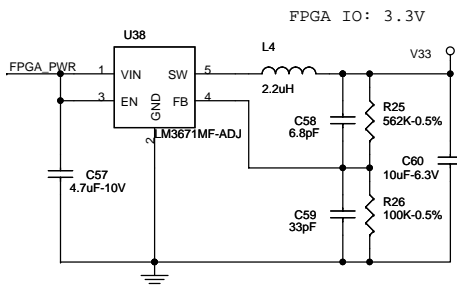 FPGA IO: 3.3V
U38
L4
V33
FPGA_PWR
1
VIN
SW
5
2.2uH
3
EN
FB
4
GND
2
LM3671MF-ADJ
C58
6.8pF
R25
562K-0.5%
C57
4.7uF-10V
C60
10uF-6.3V
C59
33pF
R26
100K-0.5%